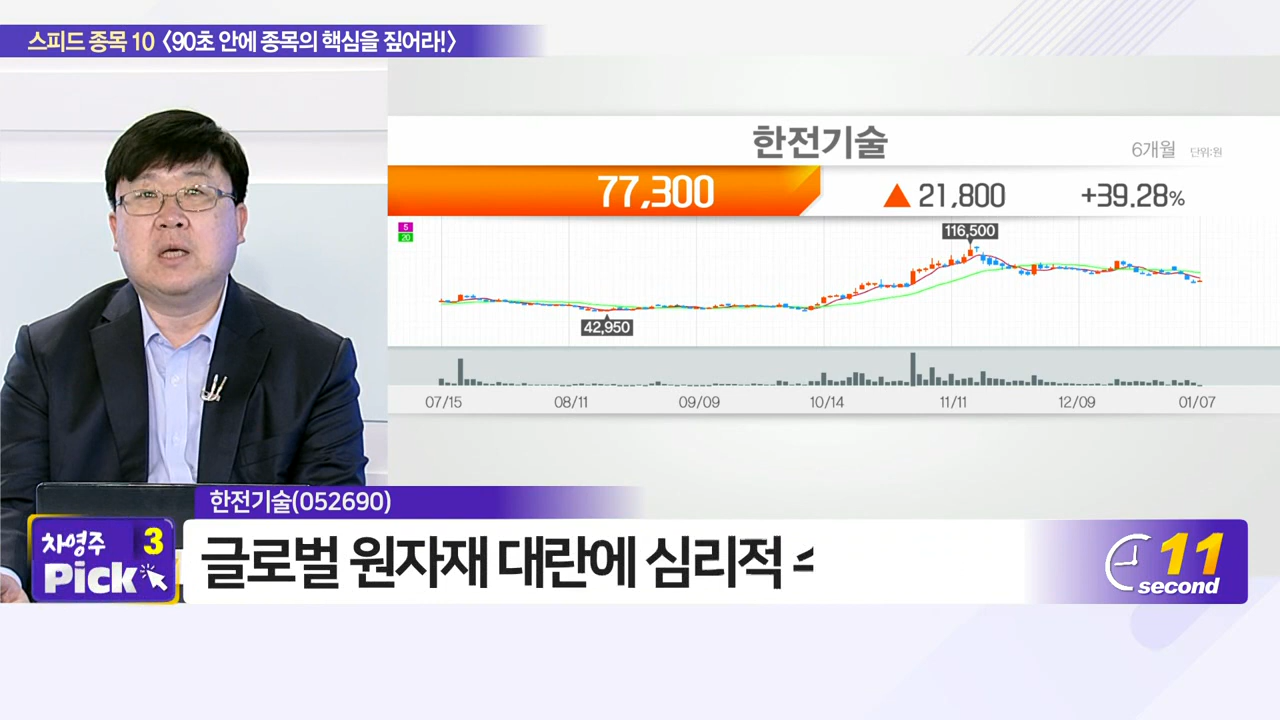 스피드 종목 10 〈90초 안에 종목의 핵심을 짚어라!〉
한전기술
6개월 단위:원
77,300 ▲ 21,800 +39.28%
5
20
116,500
42,950
07/15 08/11 09/09 10/14 11/11 12/09 01/07
한전기술(052690)
차영주 3
Pick
글로벌 원자재 대란에 심리적
11
second